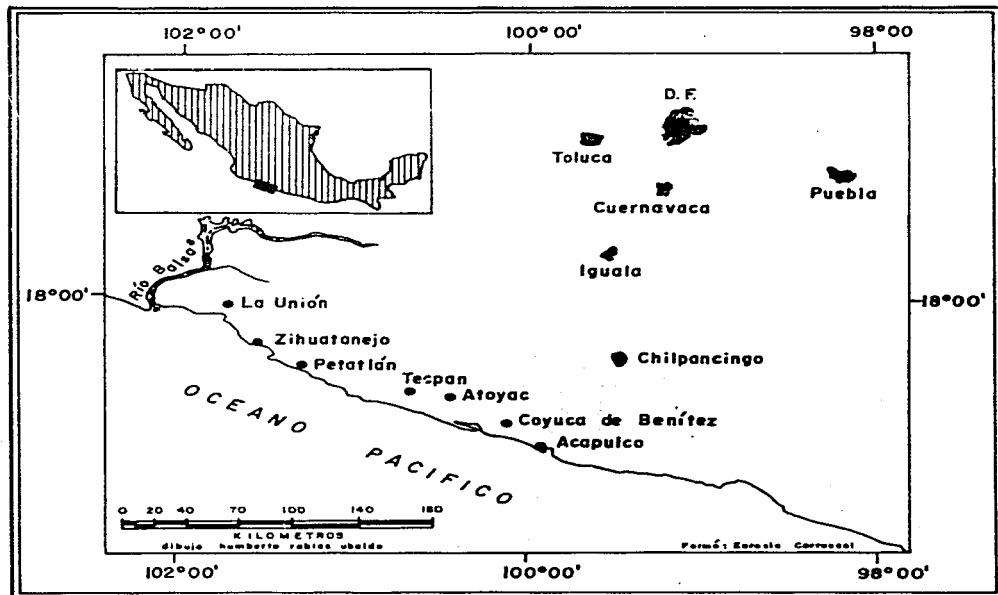 102°00' 100°00' 98°00'
D.F.
Toluca
Puebla
Cuernavaca
Río Balsas
Iguala
18°00' 18°00'
La Unión
Zihuatanejo
Chilpancingo
Petatlán
Tecpan
Atoyac
Coyuca de Benítez
Acapulco
OCEANO
PACIFICO
0 20 40 70 100 140 180
KILOMETROS
dibujo humberto robles ubaldo
Formó: Carrascal
102°00' 100°00' 98°00'